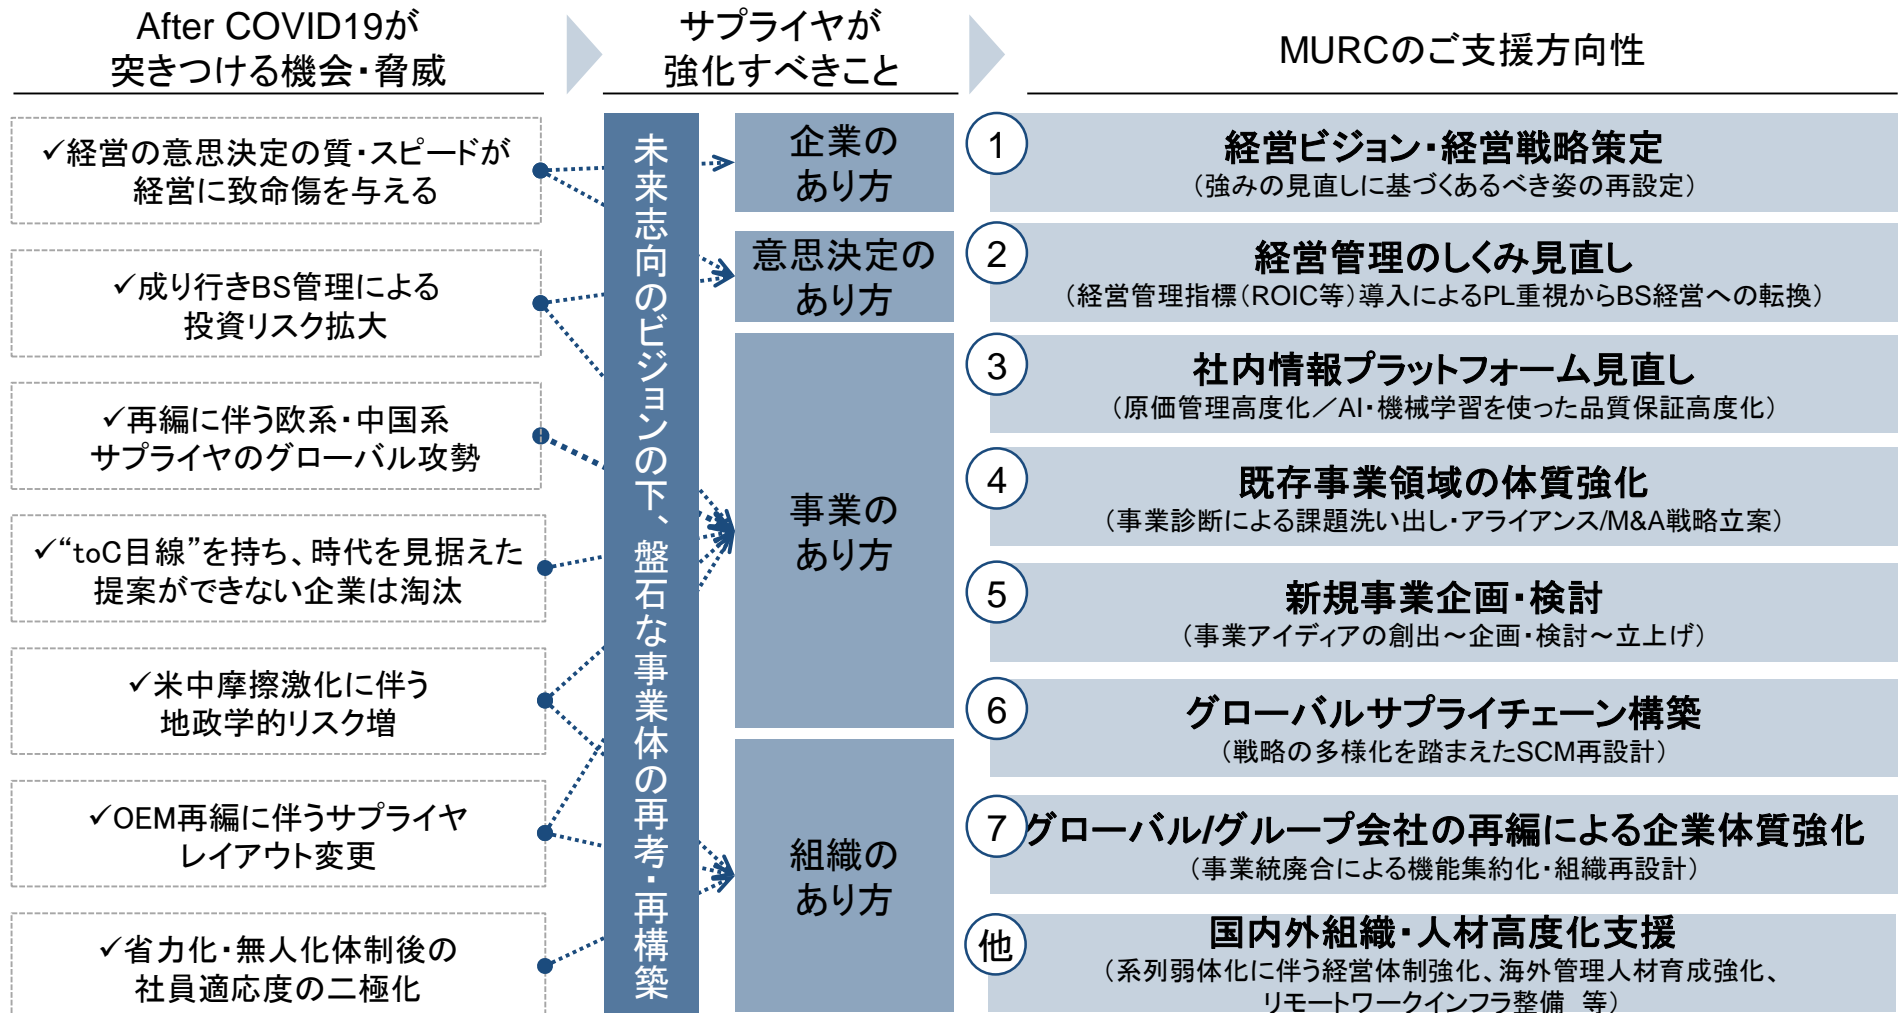 After COVID19が
突きつける機会・脅威
サプライヤが
強化すべきこと
MURCのご支援方向性
✓経営の意思決定の質・スピードが
経営に致命傷を与える
✓成り行きBS管理による
投資リスク拡大
✓再編に伴う欧系・中国系
サプライヤのグローバル攻勢
✓“toC目線”を持ち、時代を見据えた
提案ができない企業は淘汰
✓米中摩擦激化に伴う
地政学的リスク増
✓OEM再編に伴うサプライヤ
レイアウト変更
✓省力化・無人化体制後の
社員適応度の二極化
未来志向のビジョンの下、盤石な事業体の再考・再構築
企業の
あり方
意思決定の
あり方
事業の
あり方
組織の
あり方
1
経営ビジョン・経営戦略策定
（強みの見直しに基づくあるべき姿の再設定）
2
経営管理のしくみ見直し
（経営管理指標（ROIC等）導入によるPL重視からBS経営への転換）
3
社内情報プラットフォーム見直し
（原価管理高度化／AI・機械学習を使った品質保証高度化）
4
既存事業領域の体質強化
（事業診断による課題洗い出し・アライアンス/M&A戦略立案）
5
新規事業企画・検討
（事業アイディアの創出～企画・検討～立上げ）
6
グローバルサプライチェーン構築
（戦略の多様化を踏まえたSCM再設計）
7
グローバル/グループ会社の再編による企業体質強化
（事業統廃合による機能集約化・組織再設計）
他
国内外組織・人材高度化支援
（系列弱体化に伴う経営体制強化、海外管理人材育成強化、
リモートワークインフラ整備　等）